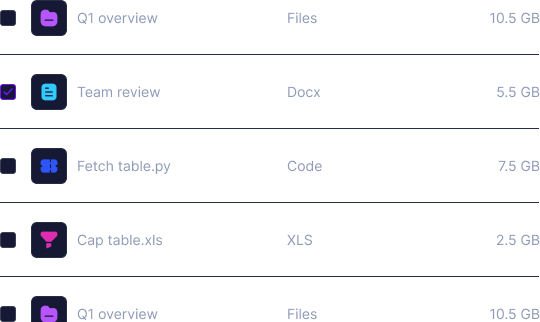 Q1 overview Files 10.5 GB
Team review Docx 5.5 GB
Fetch table.py Code 7.5 GB
Cap table.xls XLS 2.5 GB
Q1 overview Files 10.5 GB